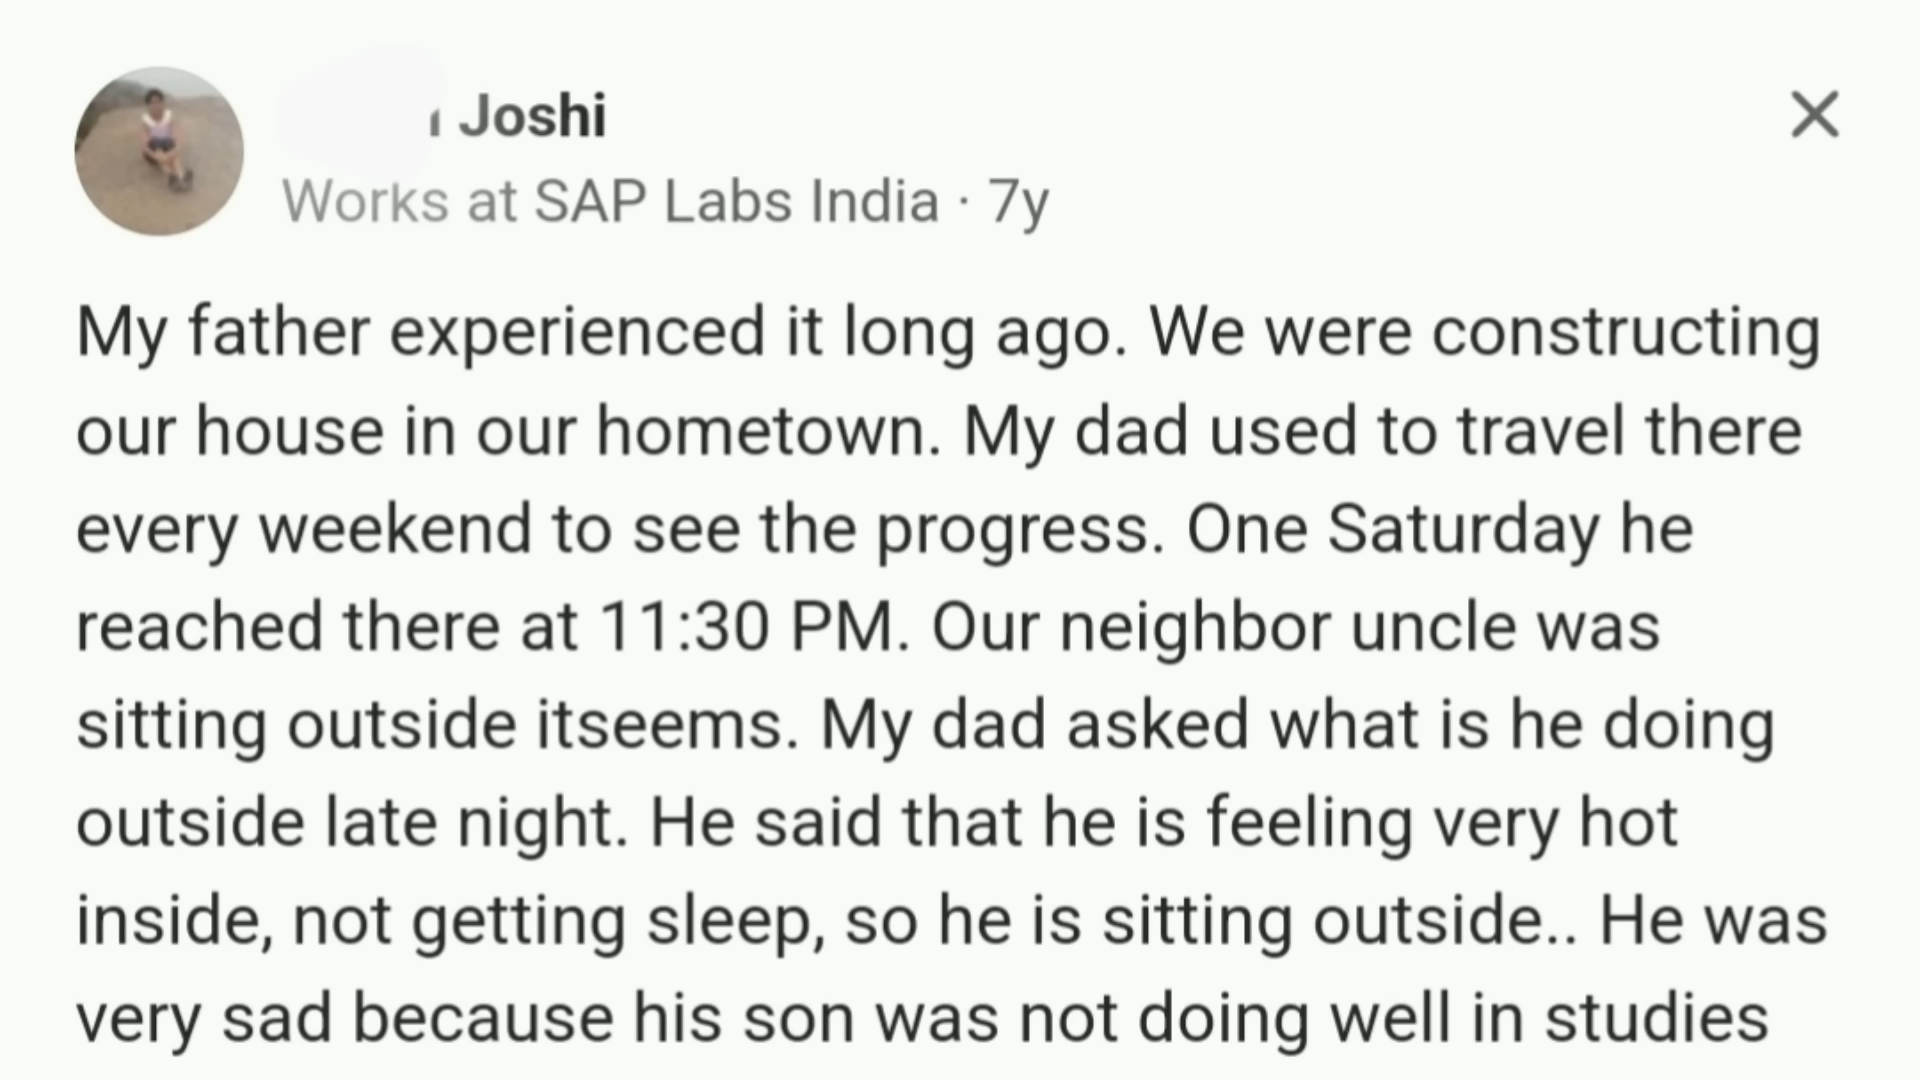 Joshi
Works at SAP Labs India · 7y
My father experienced it long ago. We were constructing
our house in our hometown. My dad used to travel there
every weekend to see the progress. One Saturday he
reached there at 11:30 PM. Our neighbor uncle was
sitting outside itseems. My dad asked what is he doing
outside late night. He said that he is feeling very hot
inside, not getting sleep, so he is sitting outside.. He was
very sad because his son was not doing well in studies